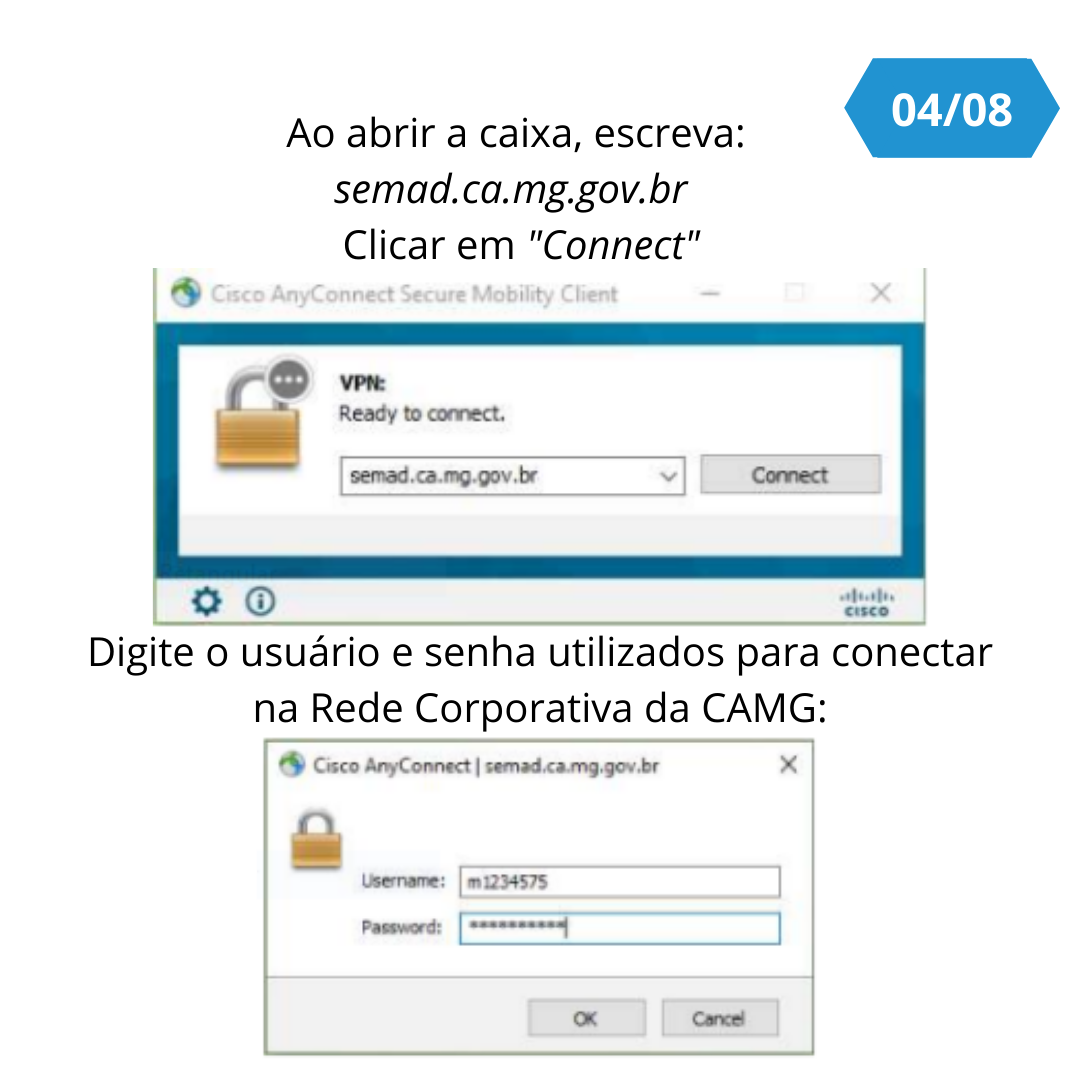 04/08
Ao abrir a caixa, escreva:
semad.ca.mg.gov.br
Clicar em "Connect"
Cisco AnyConnect Secure Mobility Client
VPN:
Ready to connect.
semad.ca.mg.gov.br
Connect
cisco
Digite o usuário e senha utilizados para conectar
na Rede Corporativa da CAMG:
Cisco AnyConnect | semad.ca.mg.gov.br
Username: m1234575
Password: **********
OK Cancel